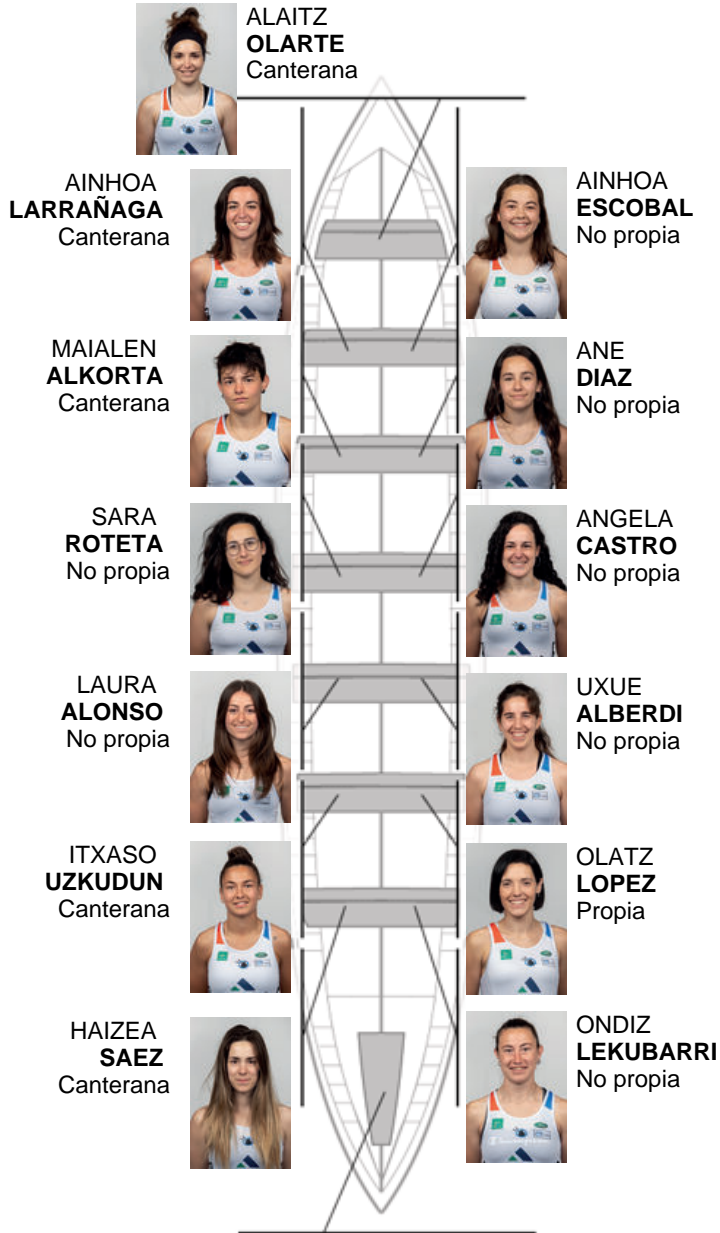 ALAITZ
OLARTE
Canterana
AINHOA
LARRAÑAGA
Canterana
AINHOA
ESCOBAL
No propia
MAIALEN
ALKORTA
Canterana
ANE
DIAZ
No propia
SARA
ROTETA
No propia
ANGELA
CASTRO
No propia
LAURA
ALONSO
No propia
UXUE
ALBERDI
No propia
ITXASO
UZKUDUN
Canterana
OLATZ
LOPEZ
Propia
HAIZEA
SAEZ
Canterana
ONDIZ
LEKUBARRI
No propia